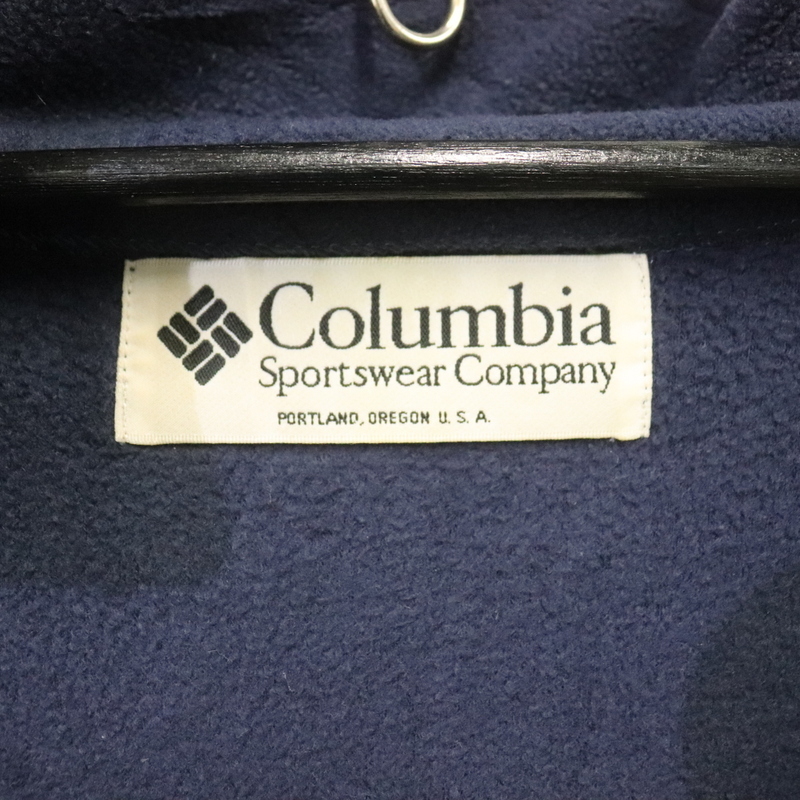 Columbia
Sportswear Company
PORTLAND, OREGON U. S. A.